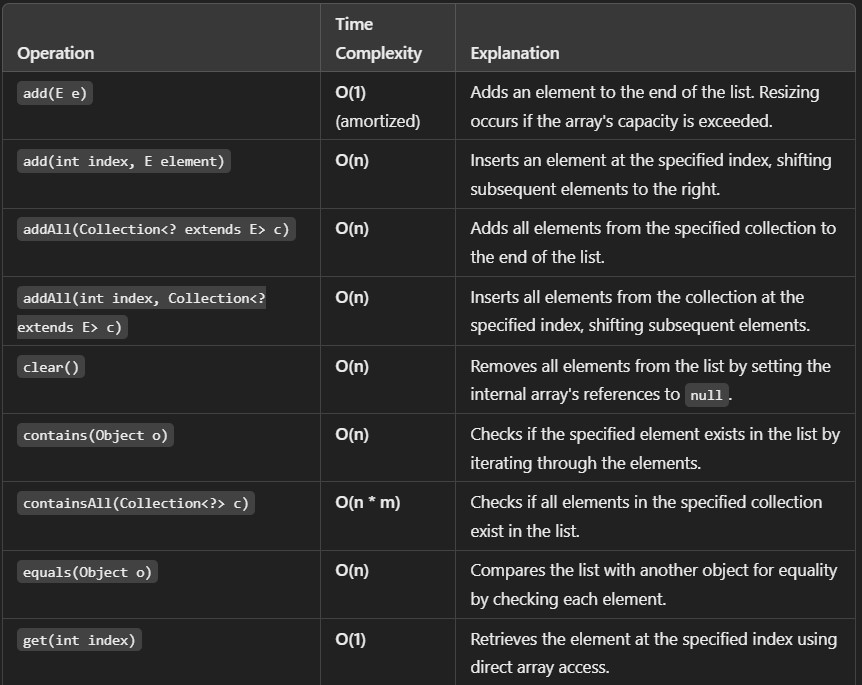 Operation
Time
Complexity
Explanation
add(E e)
O(1)
(amortized)
Adds an element to the end of the list. Resizing
occurs if the array's capacity is exceeded.
add(int index, E element)
O(n)
Inserts an element at the specified index, shifting
subsequent elements to the right.
addAll(Collection<? extends E> c)
O(n)
Adds all elements from the specified collection to
the end of the list.
addAll(int index, Collection<?
extends E> c)
O(n)
Inserts all elements from the collection at the
specified index, shifting subsequent elements.
clear()
O(n)
Removes all elements from the list by setting the
internal array's references to null.
contains(Object o)
O(n)
Checks if the specified element exists in the list by
iterating through the elements.
containsAll(Collection<?> c)
O(n * m)
Checks if all elements in the specified collection
exist in the list.
equals(Object o)
O(n)
Compares the list with another object for equality
by checking each element.
get(int index)
O(1)
Retrieves the element at the specified index using
direct array access.